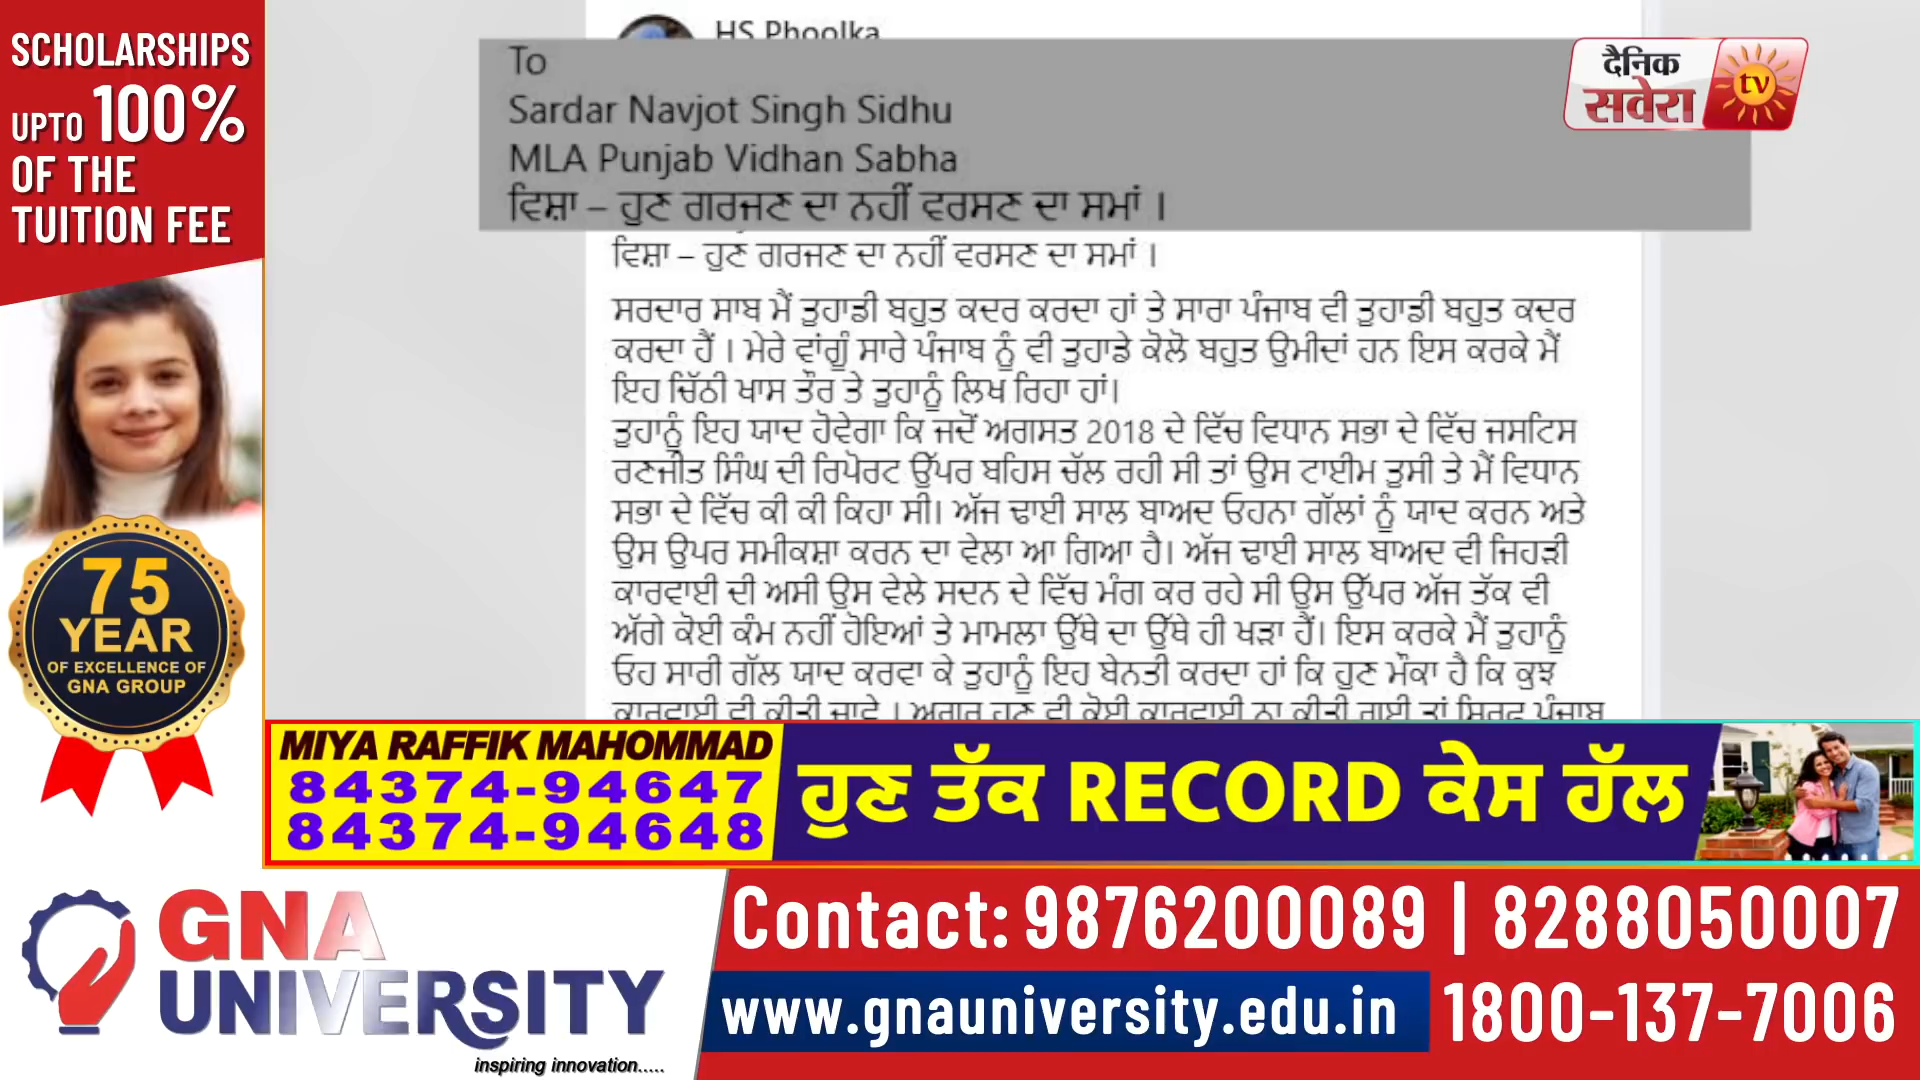 SCHOLARSHIPS
UPTO 100%
OF THE
TUITION FEE
75
YEAR
OF EXCELLENCE OF
GNA GROUP
HS Phoolka
To
Sardar Navjot Singh Sidhu
MLA Punjab Vidhan Sabha
ਵਿਸ਼ਾ – ਹੁਣ ਗਰਜਣ ਦਾ ਨਹੀਂ ਵਰਸਣ ਦਾ ਸਮਾਂ ।
दैनिक
सवेरा
tv
ਵਿਸ਼ਾ – ਹੁਣ ਗਰਜਣ ਦਾ ਨਹੀਂ ਵਰਸਣ ਦਾ ਸਮਾਂ ।
ਸਰਦਾਰ ਸਾਬ ਮੈਂ ਤੁਹਾਡੀ ਬਹੁਤ ਕਦਰ ਕਰਦਾ ਹਾਂ ਤੇ ਸਾਰਾ ਪੰਜਾਬ ਵੀ ਤੁਹਾਡੀ ਬਹੁਤ ਕਦਰ
ਕਰਦਾ ਹੈਂ । ਮੇਰੇ ਵਾਂਗੂੰ ਸਾਰੇ ਪੰਜਾਬ ਨੂੰ ਵੀ ਤੁਹਾਡੇ ਕੋਲੋ ਬਹੁਤ ਉਮੀਦਾਂ ਹਨ ਇਸ ਕਰਕੇ ਮੈਂ
ਇਹ ਚਿੱਠੀ ਖਾਸ ਤੌਰ ਤੇ ਤੁਹਾਨੂੰ ਲਿਖ ਰਿਹਾ ਹਾਂ।
ਤੁਹਾਨੂੰ ਇਹ ਯਾਦ ਹੋਵੇਗਾ ਕਿ ਜਦੋਂ ਅਗਸਤ 2018 ਦੇ ਵਿੱਚ ਵਿਧਾਨ ਸਭਾ ਦੇ ਵਿੱਚ ਜਸਟਿਸ
ਰਣਜੀਤ ਸਿੰਘ ਦੀ ਰਿਪੋਰਟ ਉੱਪਰ ਬਹਿਸ ਚੱਲ ਰਹੀ ਸੀ ਤਾਂ ਉਸ ਟਾਈਮ ਤੁਸੀ ਤੇ ਮੈਂ ਵਿਧਾਨ
ਸਭਾ ਦੇ ਵਿੱਚ ਕੀ ਕੀ ਕਿਹਾ ਸੀ। ਅੱਜ ਢਾਈ ਸਾਲ ਬਾਅਦ ਓਹਨਾ ਗੱਲਾਂ ਨੂੰ ਯਾਦ ਕਰਨ ਅਤੇ
ਉਸ ਉਪਰ ਸਮੀਕਸ਼ਾ ਕਰਨ ਦਾ ਵੇਲਾ ਆ ਗਿਆ ਹੈ। ਅੱਜ ਢਾਈ ਸਾਲ ਬਾਅਦ ਵੀ ਜਿਹੜੀ
ਕਾਰਵਾਈ ਦੀ ਅਸੀ ਉਸ ਵੇਲੇ ਸਦਨ ਦੇ ਵਿੱਚ ਮੰਗ ਕਰ ਰਹੇ ਸੀ ਉਸ ਉੱਪਰ ਅੱਜ ਤੱਕ ਵੀ
ਅੱਗੇ ਕੋਈ ਕੰਮ ਨਹੀਂ ਹੋਇਆਂ ਤੇ ਮਾਮਲਾ ਉੱਥੇ ਦਾ ਉੱਥੇ ਹੀ ਖੜਾ ਹੈਂ। ਇਸ ਕਰਕੇ ਮੈਂ ਤੁਹਾਨੂੰ
ਓਹ ਸਾਰੀ ਗੱਲ ਯਾਦ ਕਰਵਾ ਕੇ ਤੁਹਾਨੂੰ ਇਹ ਬੇਨਤੀ ਕਰਦਾ ਹਾਂ ਕਿ ਹੁਣ ਮੌਕਾ ਹੈ ਕਿ ਕੁਝ
ਕਾਰਵਾਈ ਵੀ ਕੀਤੀ ਜਾਵੇ । ਅਗਰ ਹੁਣ ਵੀ ਕੋਈ ਕਾਰਵਾਈ ਨਾ ਕੀਤੀ ਗਈ ਤਾਂ ਸਿਰਫ ਪੰਜਾਬ
MIYA RAFFIK MAHOMMAD
84374-94647
84374-94648
ਹੁਣ ਤੱਕ RECORD ਕੇਸ ਹੱਲ
GNA
UNIVERSITY
inspiring innovation.....
Contact: 9876200089 | 8288050007
www.gnauniversity.edu.in 1800-137-7006